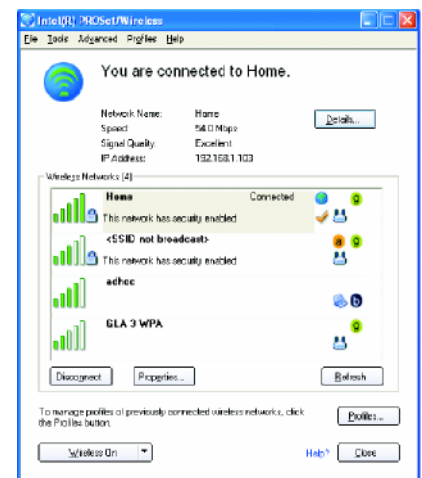 Intel(R) PROSet/Wireless
File Tools Advanced Profiles Help
You are connected to Home.
Network Name: Home
Speed: 54.0 Mbps
Signal Quality: Excellent
IP Address: 192.168.1.103
Details...
Wireless Networks (4)
Home Connected
This network has security enabled
<SSID not broadcast>
This network has security enabled
a g
adhoc
b
GLA 3 WPA
g
Disconnect Properties... Refresh
To manage profiles of previously connected wireless networks, click
the Profiles button.
Profiles...
Wireless On Help? Close